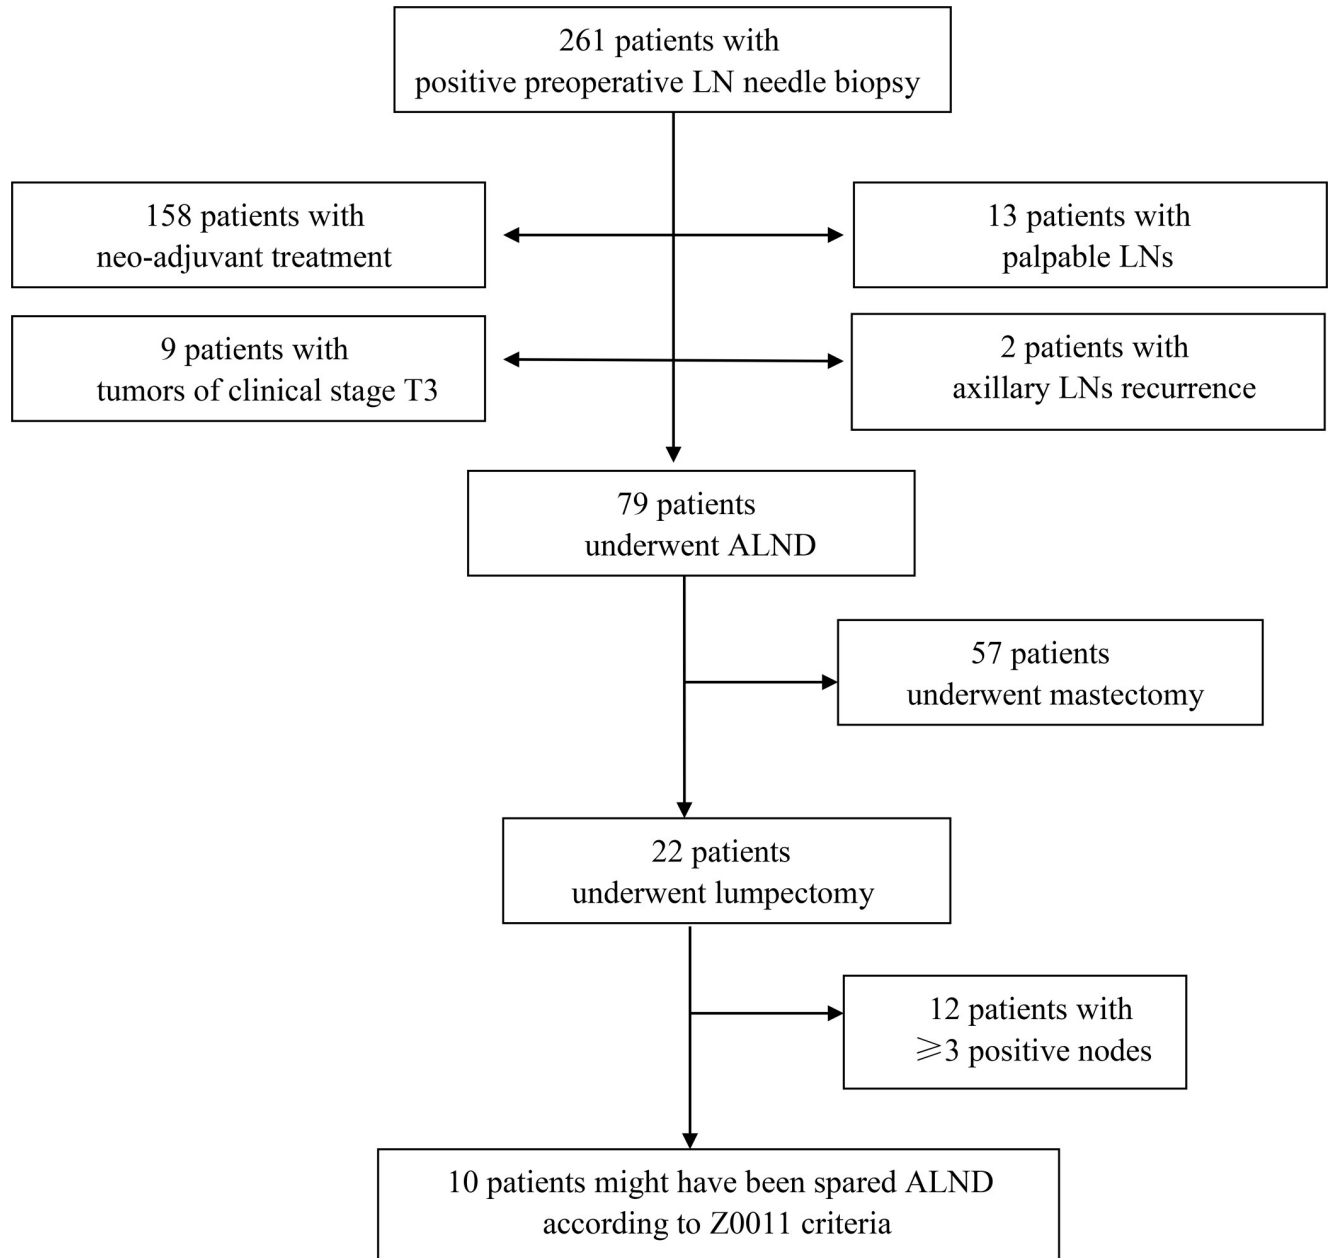 261 patients with
positive preoperative LN needle biopsy
158 patients with
neo-adjuvant treatment
13 patients with
palpable LNs
9 patients with
tumors of clinical stage T3
2 patients with
axillary LNs recurrence
79 patients
underwent ALND
57 patients
underwent mastectomy
22 patients
underwent lumpectomy
12 patients with
⩾3 positive nodes
10 patients might have been spared ALND
according to Z0011 criteria